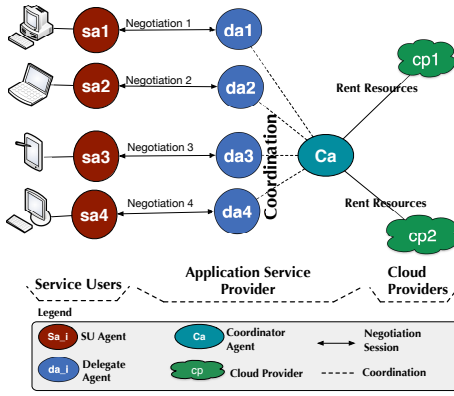 sa1
Negotiation 1
da1
cp1
Rent Resources
sa2
Negotiation 2
da2
sa3
Negotiation 3
da3
Coordination
Ca
sa4
Negotiation 4
da4
Rent Resources
cp2
Service Users
Application Service
Provider
Cloud
Providers
Legend
Sa_i
SU Agent
Ca
Coordinator
Agent
Negotiation
Session
da_i
Delegate
Agent
cp
Cloud Provider
Coordination